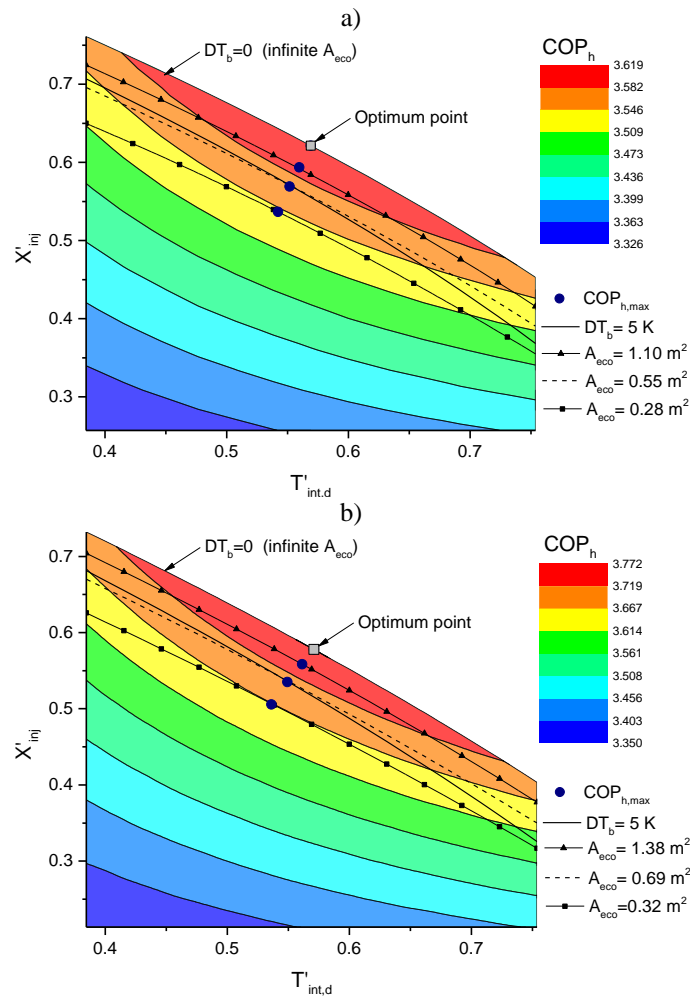 a)
DT_b=0 (infinite A_eco)
Optimum point
X'_inj
0.7
0.6
0.5
0.4
0.3
0.4 0.5 0.6 0.7
T'_int.d
COP_h
3.619
3.582
3.546
3.509
3.473
3.436
3.399
3.363
3.326
COP_h,max
DT_b= 5 K
A_eco= 1.10 m²
A_eco= 0.55 m²
A_eco= 0.28 m²
b)
DT_b=0 (infinite A_eco)
Optimum point
X'_inj
0.7
0.6
0.5
0.4
0.3
0.4 0.5 0.6 0.7
T'_int,d
COP_h
3.772
3.719
3.667
3.614
3.561
3.508
3.456
3.403
3.350
COP_h,max
DT_b= 5 K
A_eco= 1.38 m²
A_eco= 0.69 m²
A_eco=0.32 m²